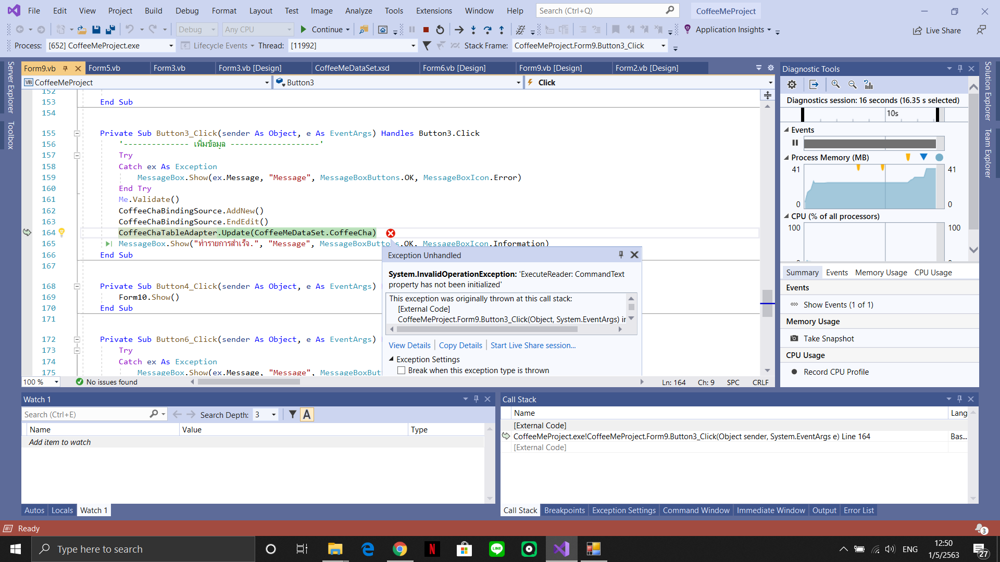 File Edit View Project Build Debug Format Layout Test Image Analyze Tools Extensions Window Help Search (Ctrl+Q) CoffeeMeProject
Debug Any CPU Continue Application Insights Live Share
Process: [652] CoffeeMeProject.exe Lifecycle Events Thread: [11992] Stack Frame: CoffeeMeProject.Form9.Button3_Click
Server Explorer
Toolbox
Form9.vb Form5.vb Form3.vb Form3.vb [Design] CoffeeMeDataSet.xsd Form6.vb [Design] Form9.vb [Design] Form2.vb [Design]
VB CoffeeMeProject Button3 Click
152
153 End Sub
154
155 Private Sub Button3_Click(sender As Object, e As EventArgs) Handles Button3.Click
156 '-------------- เพิ่มข้อมูล -------------------'
157 Try
158 Catch ex As Exception
159 MessageBox.Show(ex.Message, "Message", MessageBoxButtons.OK, MessageBoxIcon.Error)
160 End Try
161 Me.Validate()
162 CoffeeChaBindingSource.AddNew()
163 CoffeeChaBindingSource.EndEdit()
164 CoffeeChaTableAdapter.Update(CoffeeMeDataSet.CoffeeCha)
165 MessageBox.Show("ทำรายการสำเร็จ.", "Message", MessageBoxButtons.OK, MessageBoxIcon.Information)
166 End Sub
167
168 Private Sub Button4_Click(sender As Object, e As EventArgs)
169 Form10.Show()
170 End Sub
171
172 Private Sub Button6_Click(sender As Object, e As EventArgs)
173 Try
174 Catch ex As Exception
175 MessageBox.Show(ex.Message, "Message", MessageBoxButt
Exception Unhandled
System.InvalidOperationException: 'ExecuteReader: CommandText
property has not been initialized'
This exception was originally thrown at this call stack:
[External Code]
CoffeeMeProject.Form9.Button3_Click(Object, System.EventArgs) in
View Details Copy Details Start Live Share session...
Exception Settings
Break when this exception type is thrown
100 % No issues found Ln: 164 Ch: 9 SPC CRLF
Diagnostic Tools
Diagnostics session: 16 seconds (16.35 s selected)
10s
Events
Process Memory (MB)
41 41
0 0
CPU (% of all processors)
100 100
Summary Events Memory Usage CPU Usage
Events
Show Events (1 of 1)
Memory Usage
Take Snapshot
CPU Usage
Record CPU Profile
Solution Explorer
Team Explorer
Watch 1
Search (Ctrl+E) Search Depth: 3 A
Name Value Type
Add item to watch
Autos Locals Watch 1
Call Stack
Name Lang
[External Code]
CoffeeMeProject.exe!CoffeeMeProject.Form9.Button3_Click(Object sender, System.EventArgs e) Line 164 Bas...
[External Code]
Call Stack Breakpoints Exception Settings Command Window Immediate Window Output Error List
Ready 3
Type here to search N LINE ENG 12:50
1/5/2563 27